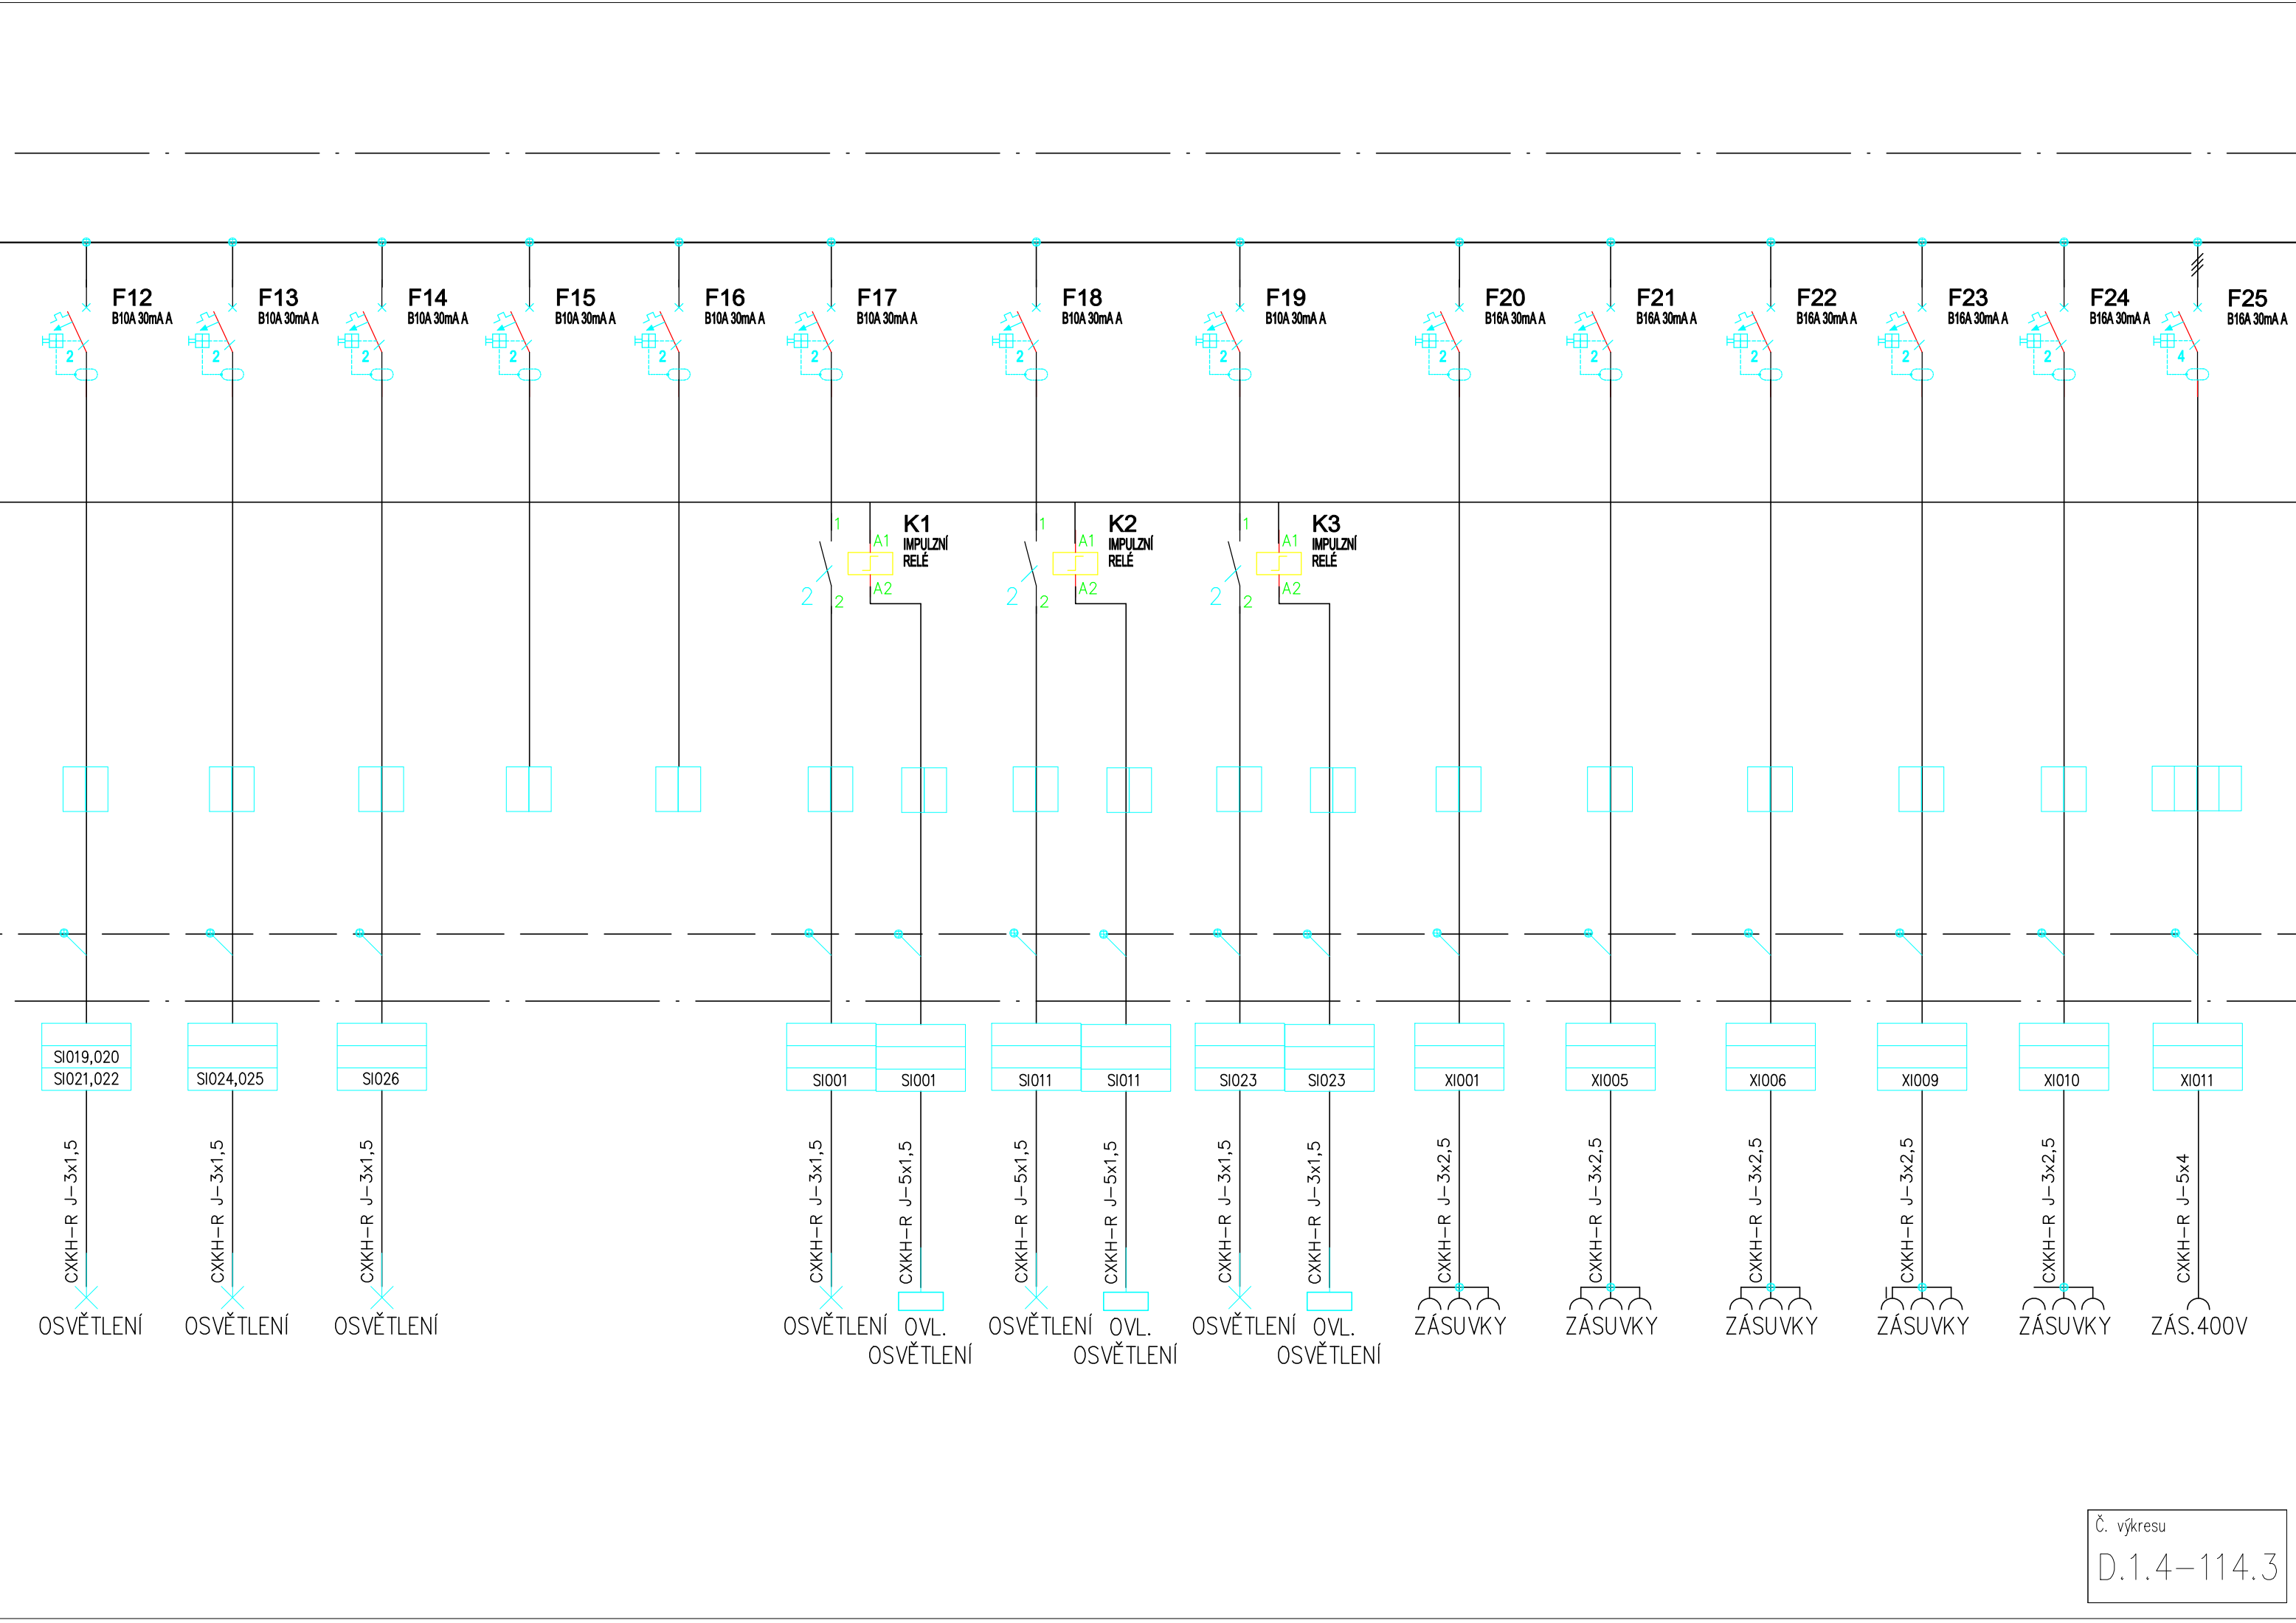 F12
B10A 30mA A
2
F13
B10A 30mA A
2
F14
B10A 30mA A
2
F15
B10A 30mA A
2
F16
B10A 30mA A
2
F17
B10A 30mA A
2
F18
B10A 30mA A
2
F19
B10A 30mA A
2
F20
B16A 30mA A
2
F21
B16A 30mA A
2
F22
B16A 30mA A
2
F23
B16A 30mA A
2
F24
B16A 30mA A
2
F25
B16A 30mA A
4
1
2
2
A1
A2
K1
IMPULZNÍ
RELÉ
1
2
2
A1
A2
K2
IMPULZNÍ
RELÉ
1
2
2
A1
A2
K3
IMPULZNÍ
RELÉ
SI019,020
SI021,022
SI024,025
SI026
SI001
SI001
SI011
SI011
SI023
SI023
XI001
XI005
XI006
XI009
XI010
XI011
CXKH-R J-3x1,5
CXKH-R J-3x1,5
CXKH-R J-3x1,5
CXKH-R J-3x1,5
CXKH-R J-5x1,5
CXKH-R J-5x1,5
CXKH-R J-5x1,5
CXKH-R J-3x1,5
CXKH-R J-3x1,5
CXKH-R J-3x2,5
CXKH-R J-3x2,5
CXKH-R J-3x2,5
CXKH-R J-3x2,5
CXKH-R J-3x2,5
CXKH-R J-5x4
OSVĚTLENÍ
OSVĚTLENÍ
OSVĚTLENÍ
OSVĚTLENÍ
OVL.
OSVĚTLENÍ
OSVĚTLENÍ
OVL.
OSVĚTLENÍ
OSVĚTLENÍ
OVL.
OSVĚTLENÍ
ZÁSUVKY
ZÁSUVKY
ZÁSUVKY
ZÁSUVKY
ZÁSUVKY
ZÁS.400V
Č. výkresu
D.1.4-114.3